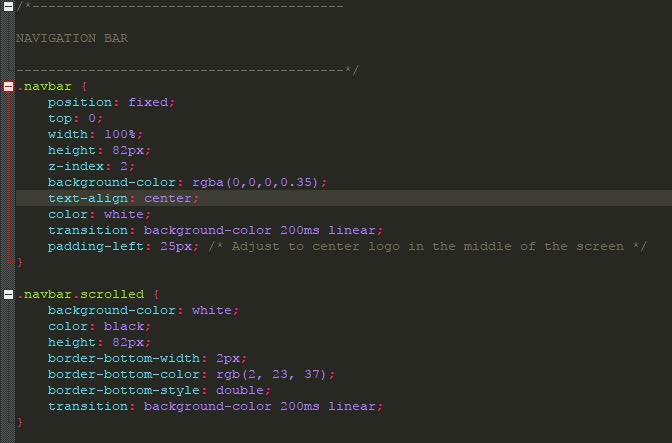 /*---------------------------------------
NAVIGATION BAR
-----------------------------------------*/
.navbar {
position: fixed;
top: 0;
width: 100%;
height: 82px;
z-index: 2;
background-color: rgba(0,0,0,0.35);
text-align: center;
color: white;
transition: background-color 200ms linear;
padding-left: 25px; /* Adjust to center logo in the middle of the screen */
}
.navbar.scrolled {
background-color: white;
color: black;
height: 82px;
border-bottom-width: 2px;
border-bottom-color: rgb(2, 23, 37);
border-bottom-style: double;
transition: background-color 200ms linear;
}